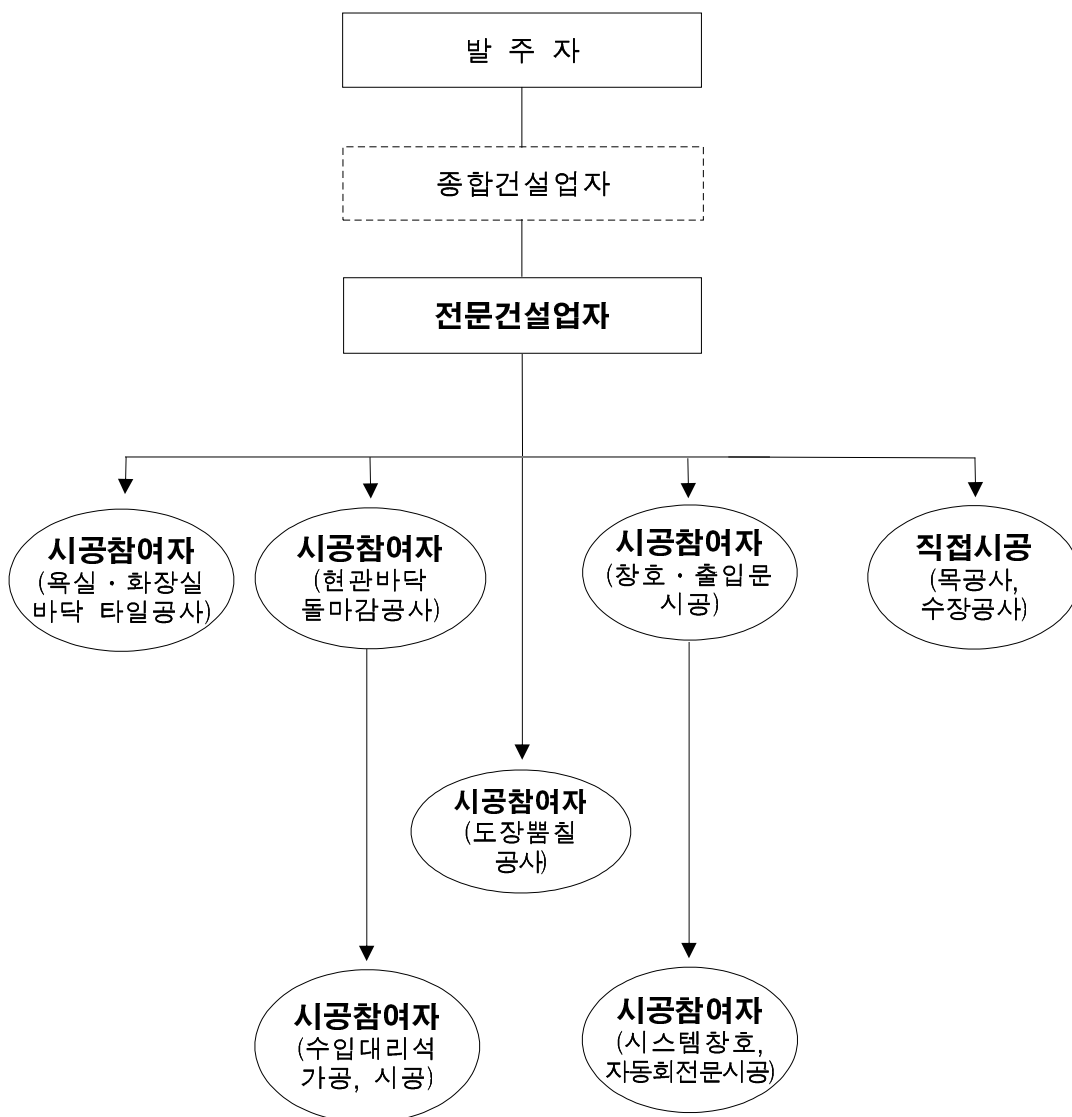 발 주 자
종합건설업자
전문건설업자
시공참여자
(욕실 · 화장실
바닥 타일공사)
시공참여자
(현관바닥
돌마감공사)
시공참여자
(창호 · 출입문
시공)
직접시공
(목공사,
수장공사)
시공참여자
(도장뿜칠
공사)
시공참여자
(수입대리석
가공, 시공)
시공참여자
(시스템창호,
자동회전문시공)